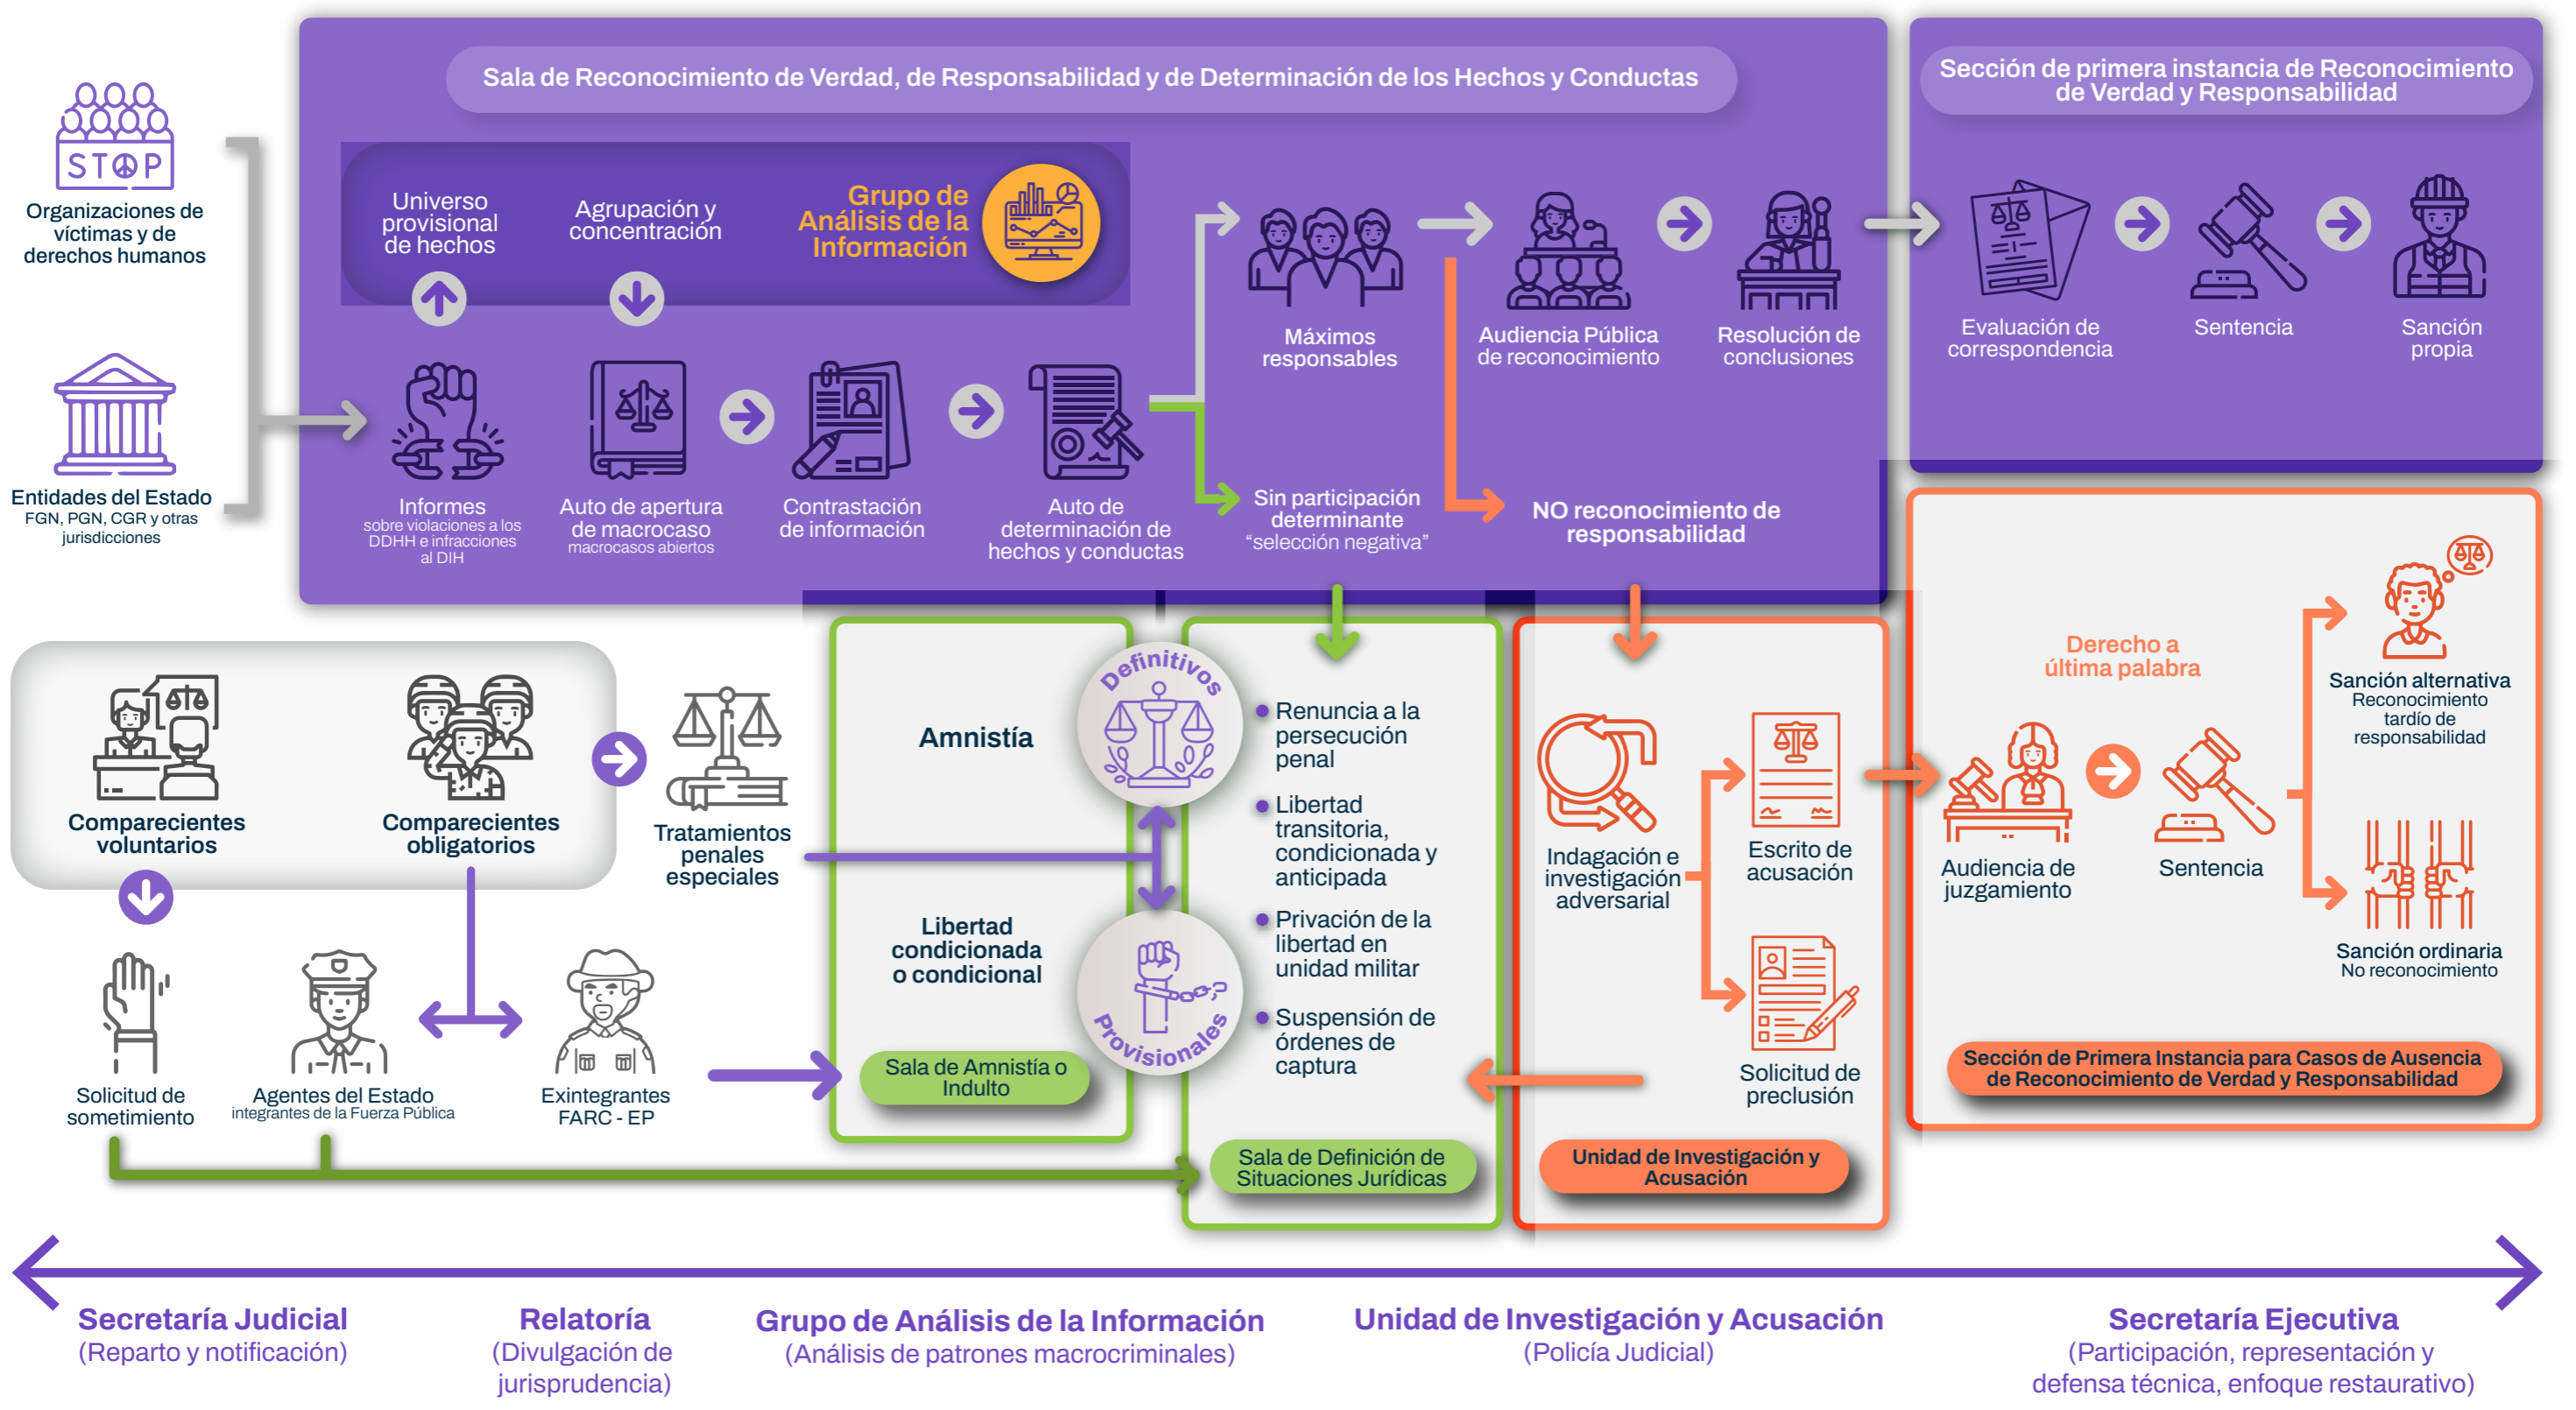 Sala de Reconocimiento de Verdad, de Responsabilidad y de Determinación de los Hechos y Conductas
Sección de primera instancia de Reconocimiento
de Verdad y Responsabilidad
STOP
Organizaciones de
víctimas y de
derechos humanos
Entidades del Estado
FGN, PGN, CGR y otras
jurisdicciones
Universo
provisional
de hechos
Agrupación y
concentración
Grupo de
Análisis de la
Información
Informes
sobre violaciones a los
DDHH e infracciones
al DIH
Auto de apertura
de macrocaso
macrocasos abiertos
Contrastación
de información
Auto de
determinación de
hechos y conductas
Máximos
responsables
Sin participación
determinante
“selección negativa”
Audiencia Pública
de reconocimiento
Resolución de
conclusiones
NO reconocimiento de
responsabilidad
Evaluación de
correspondencia
Sentencia
Sanción
propia
Comparecientes
voluntarios
Comparecientes
obligatorios
Tratamientos
penales
especiales
Solicitud de
sometimiento
Agentes del Estado
integrantes de la Fuerza Pública
Exintegrantes
FARC - EP
Amnistía
Libertad
condicionada
o condicional
Sala de Amnistía o
Indulto
Definitivos
Provisionales
Renuncia a la
persecución
penal
Libertad
transitoria,
condicionada y
anticipada
Privación de la
libertad en
unidad militar
Suspensión de
órdenes de
captura
Sala de Definición de
Situaciones Jurídicas
Indagación e
investigación
adversarial
Escrito de
acusación
Solicitud de
preclusión
Unidad de Investigación y
Acusación
Derecho a
última palabra
Audiencia de
juzgamiento
Sentencia
Sanción alternativa
Reconocimiento
tardío de
responsabilidad
Sanción ordinaria
No reconocimiento
Sección de Primera Instancia para Casos de Ausencia
de Reconocimiento de Verdad y Responsabilidad
Secretaría Judicial
(Reparto y notificación)
Relatoría
(Divulgación de
jurisprudencia)
Grupo de Análisis de la Información
(Análisis de patrones macrocriminales)
Unidad de Investigación y Acusación
(Policía Judicial)
Secretaría Ejecutiva
(Participación, representación y
defensa técnica, enfoque restaurativo)